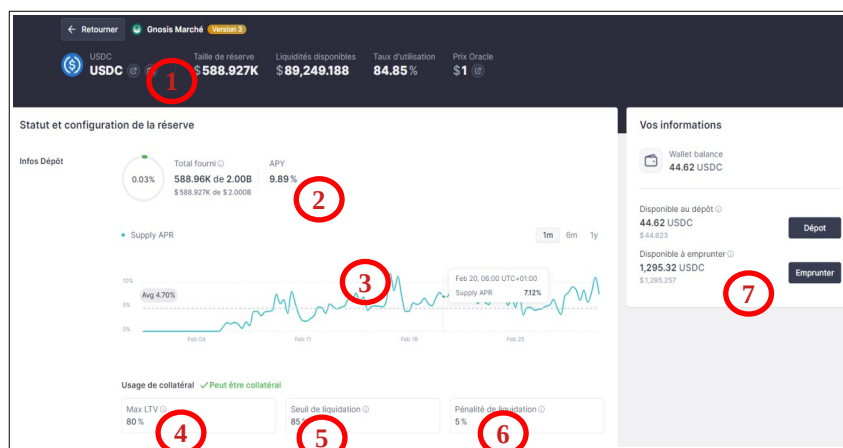 ← Retourner Gnosis Marché Version 3
USDC Taille de réserve Liquidités disponibles Taux d'utilisation Prix Oracle
USDC $588.927K $89,249.188 84.85% $1
1
Statut et configuration de la réserve
Infos Dépôt
0.03%
Total fourni APY
588.96K de 2.00B 9.89%
$588.927K de $2.000B
2
Supply APR 1m 6m 1y
3
Feb 20, 06:00 UTC+01:00
Supply APR 7.12%
10%
Avg 4.70%
5%
0%
Feb 04 Feb 11 Feb 18 Feb 25
Usage de collatéral ✓ Peut être collatéral
Max LTV Seuil de liquidation Pénalité de liquidation
80% 85% 5%
4 5 6
Vos informations
Wallet balance
44.62 USDC
Disponible au dépôt
44.62 USDC Dépot
$44.623
Disponible à emprunter
1,295.32 USDC Emprunter
$1,295.257
7